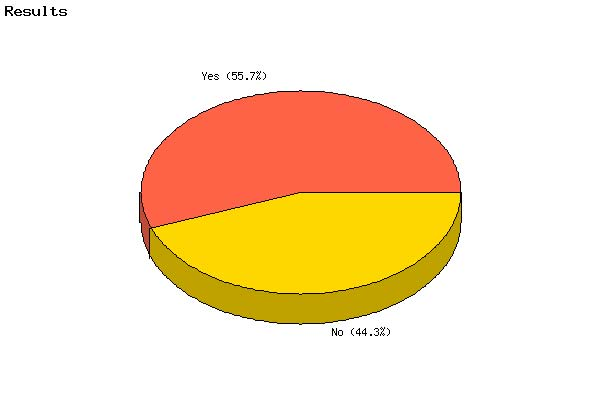 Results
Yes (55.7%)
No (44.3%)